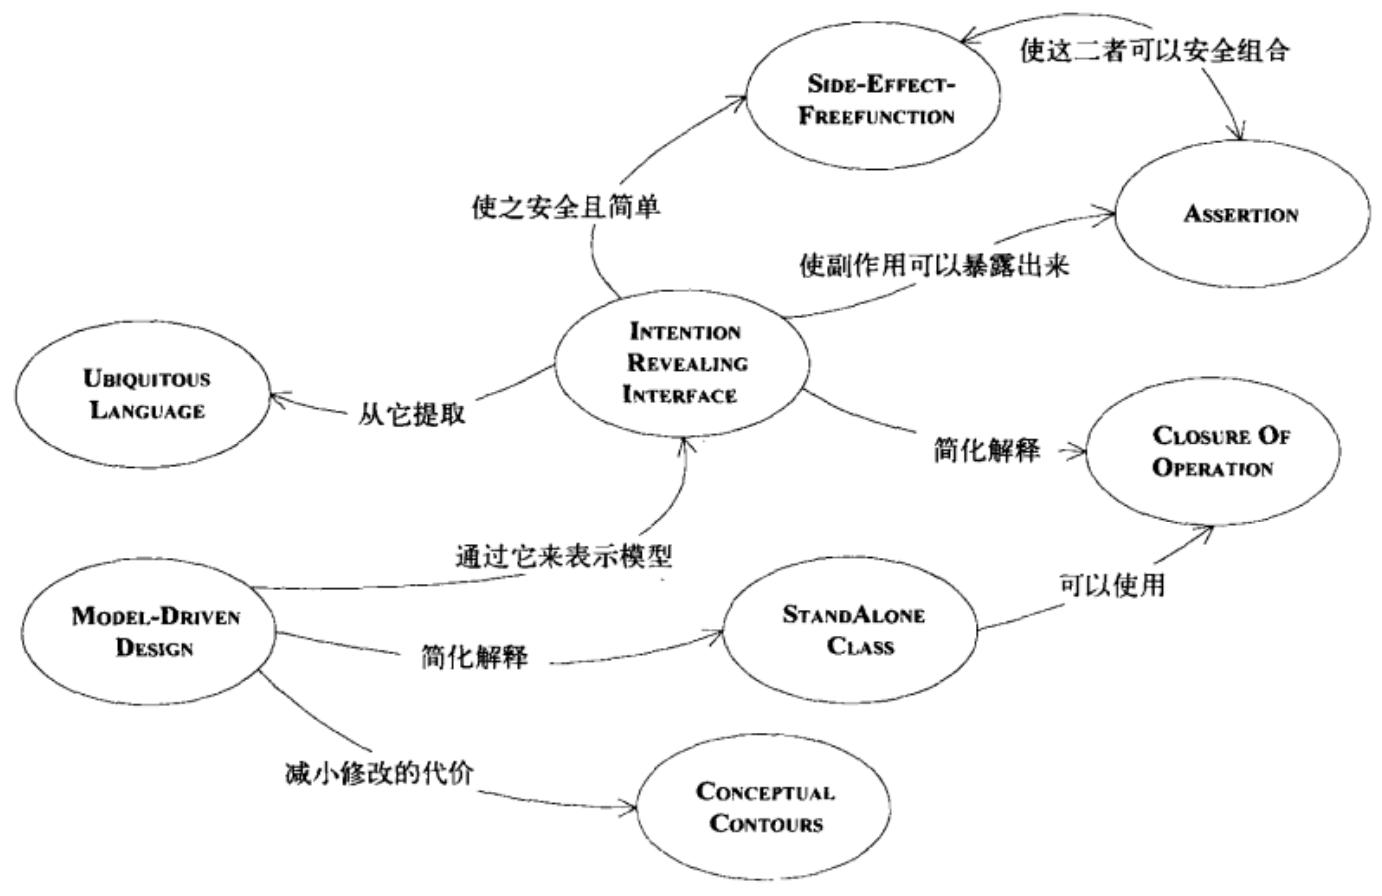 SIDE-EFFECT-
FREEFUNCTION
使这二者可以安全组合
ASSERTION
使之安全且简单
使副作用可以暴露出来
INTENTION
REVEALING
INTERFACE
UBIQUITOUS
LANGUAGE
从它提取
简化解释
CLOSURE OF
OPERATION
通过它来表示模型
MODEL-DRIVEN
DESIGN
简化解释
STANDALONE
CLASS
可以使用
减小修改的代价
CONCEPTUAL
CONTOURS